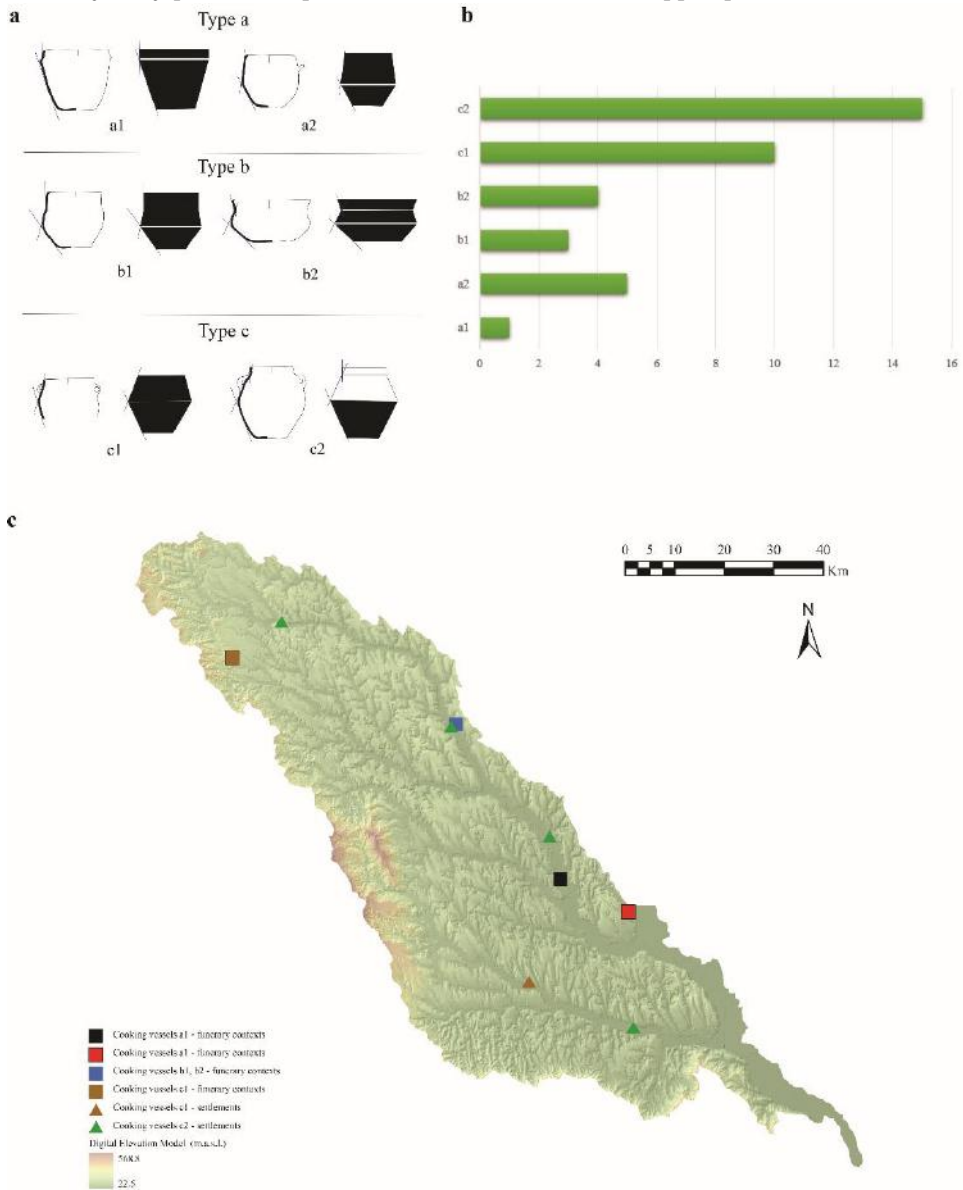 a
Type a
a1
a2
Type b
b1
b2
Type c
c1
c2
b
c2
c1
b2
b1
a2
a1
0 2 4 6 8 10 12 14 16
c
0 5 10 20 30 40
Km
N
Cooking vessels a1 - funerary contexts
Cooking vessels a1 - funerary contexts
Cooking vessels b1, b2 - funerary contexts
Cooking vessels c1 - funerary contexts
Cooking vessels c1 - settlements
Cooking vessels c2 - settlements
Digital Elevation Model (m.a.s.l.)
568.8
22.5